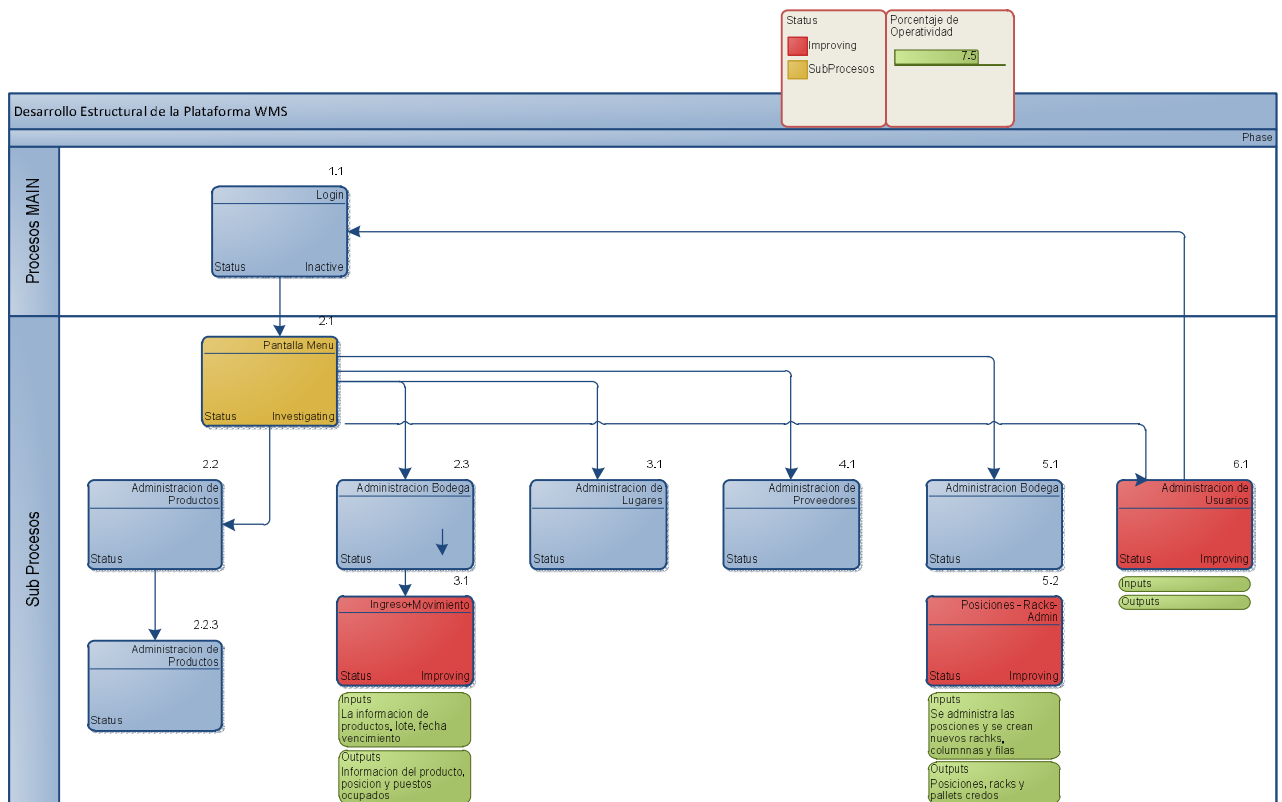 Status
Improving
SubProcesos
Porcentaje de
Operatividad
7.5
Desarrollo Estructural de la Plataforma WMS
Phase
Procesos MAIN
1.1
Login
Status Inactive
Sub Procesos
2.1
Pantalla Menu
Status Investigating
2.2
Administracion de
Productos
Status
2.3
Administracion Bodega
Status
3.1
Administracion de
Lugares
Status
4.1
Administracion de
Proveedores
Status
5.1
Administracion Bodega
Status
6.1
Administracion de
Usuarios
Status Improving
Inputs
Outputs
2.2.3
Administracion de
Productos
Status
3.1
Ingreso+Movimiento
Status Improving
Inputs
La informacion de
productos, lote, fecha
vencimiento
Outputs
Informacion del producto,
posicion y puestos
ocupados
5.2
Posiciones-Racks-
Admin
Status Improving
Inputs
Se administra las
posciones y se crean
nuevos rachks,
columnnas y filas
Outputs
Posiciones, racks y
pallets credos